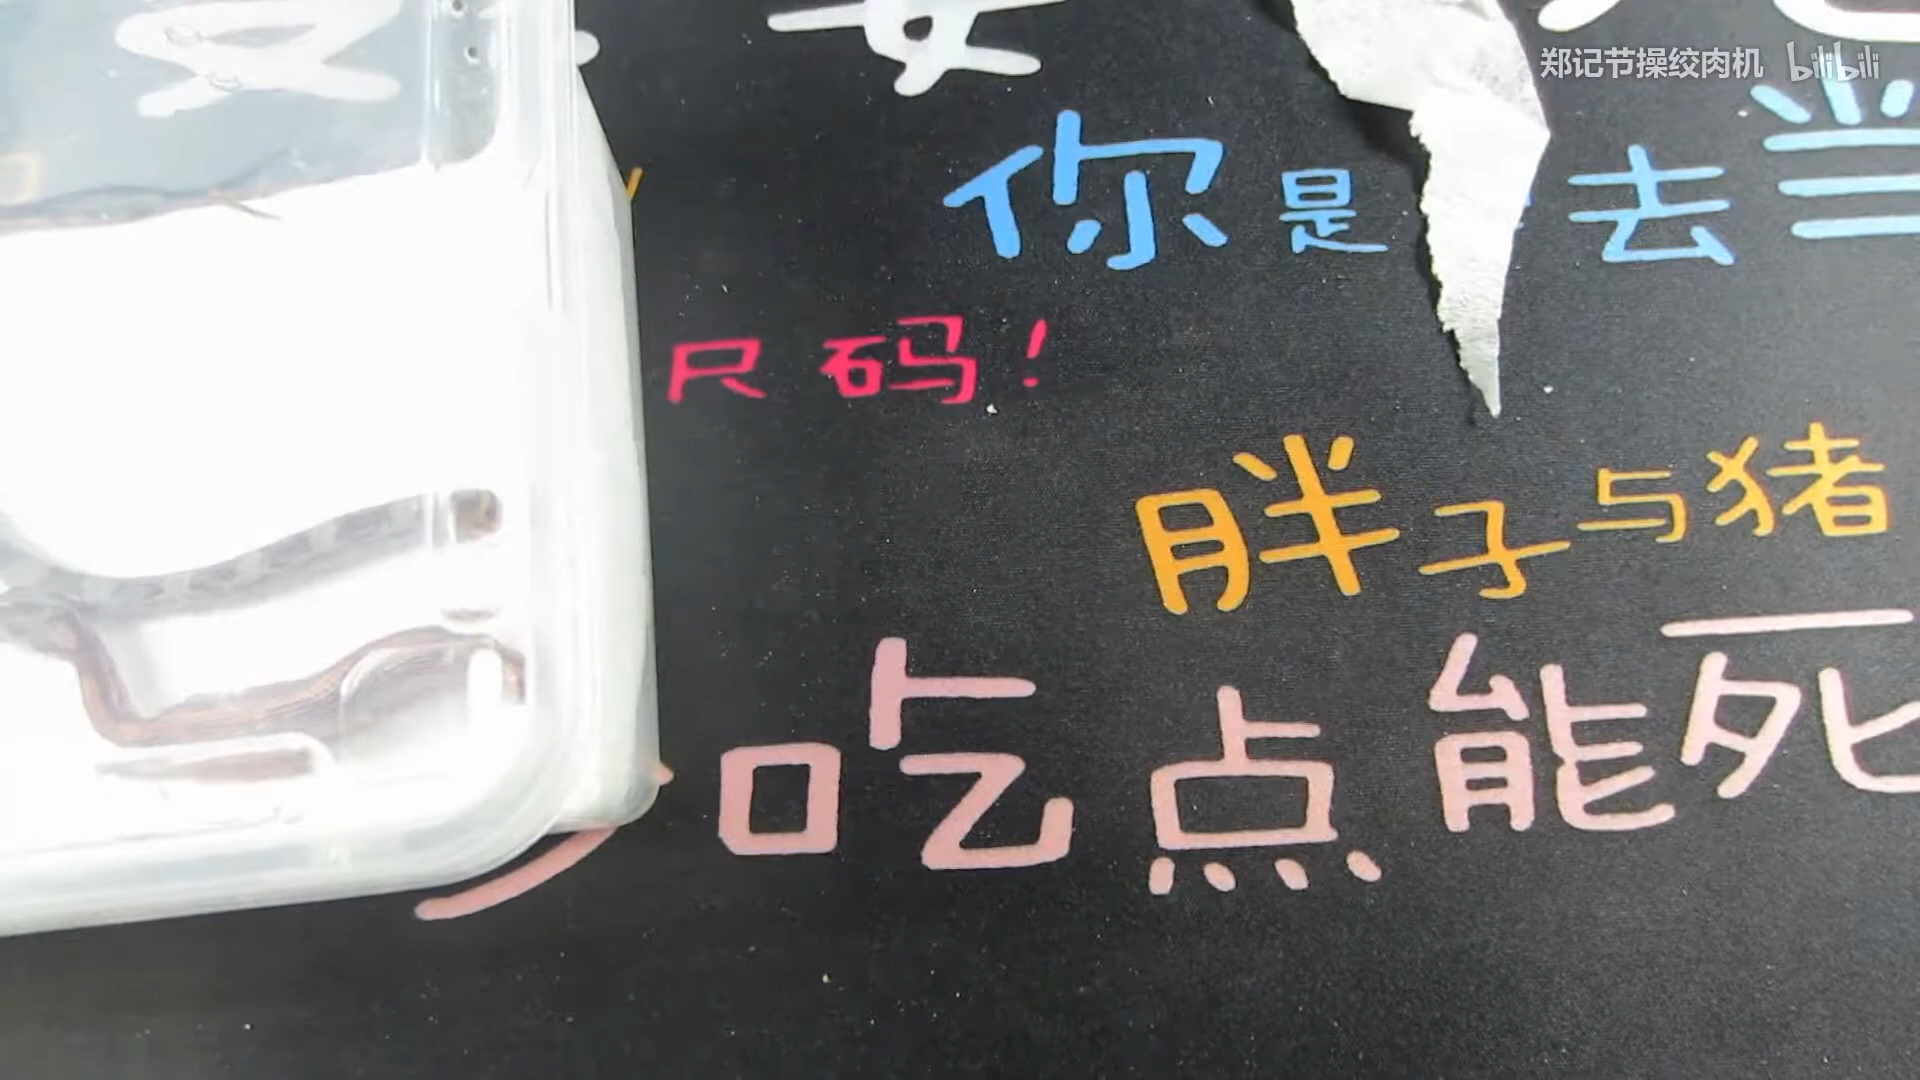 郑记节操绞肉机 bilibili
你是 去
尺码！
胖子与猪
吃点能死